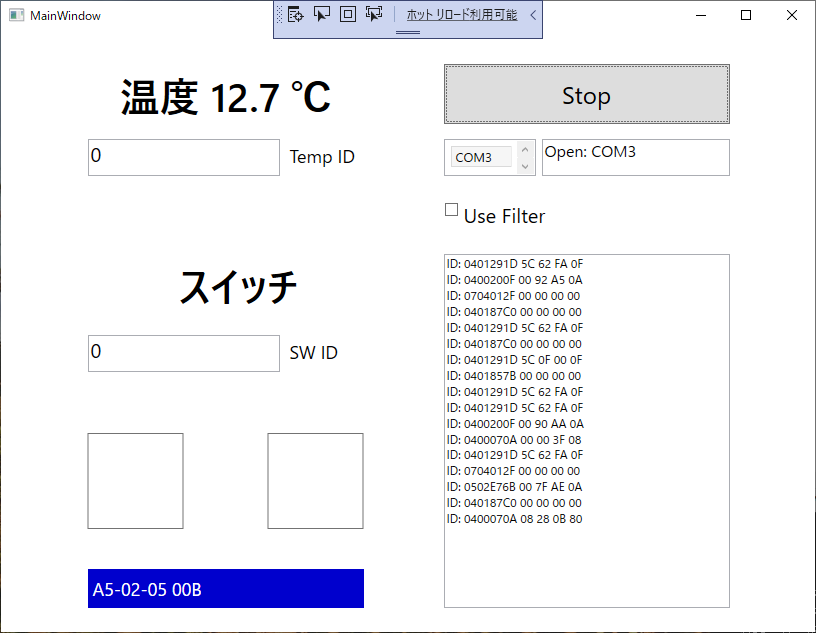 MainWindow
ホット リロード利用可能
温度 12.7 ℃
Stop
0
Temp ID
COM3
Open: COM3
Use Filter
スイッチ
0
SW ID
A5-02-05 00B
ID: 0401291D 5C 62 FA 0F
ID: 0400200F 00 92 A5 0A
ID: 0704012F 00 00 00 00
ID: 040187C0 00 00 00 00
ID: 0401291D 5C 62 FA 0F
ID: 040187C0 00 00 00 00
ID: 0401291D 5C 0F 00 0F
ID: 0401857B 00 00 00 00
ID: 0401291D 5C 62 FA 0F
ID: 0401291D 5C 62 FA 0F
ID: 0400200F 00 90 AA 0A
ID: 0400070A 00 00 3F 08
ID: 0401291D 5C 62 FA 0F
ID: 0704012F 00 00 00 00
ID: 0502E76B 00 7F AE 0A
ID: 040187C0 00 00 00 00
ID: 0400070A 08 28 0B 80